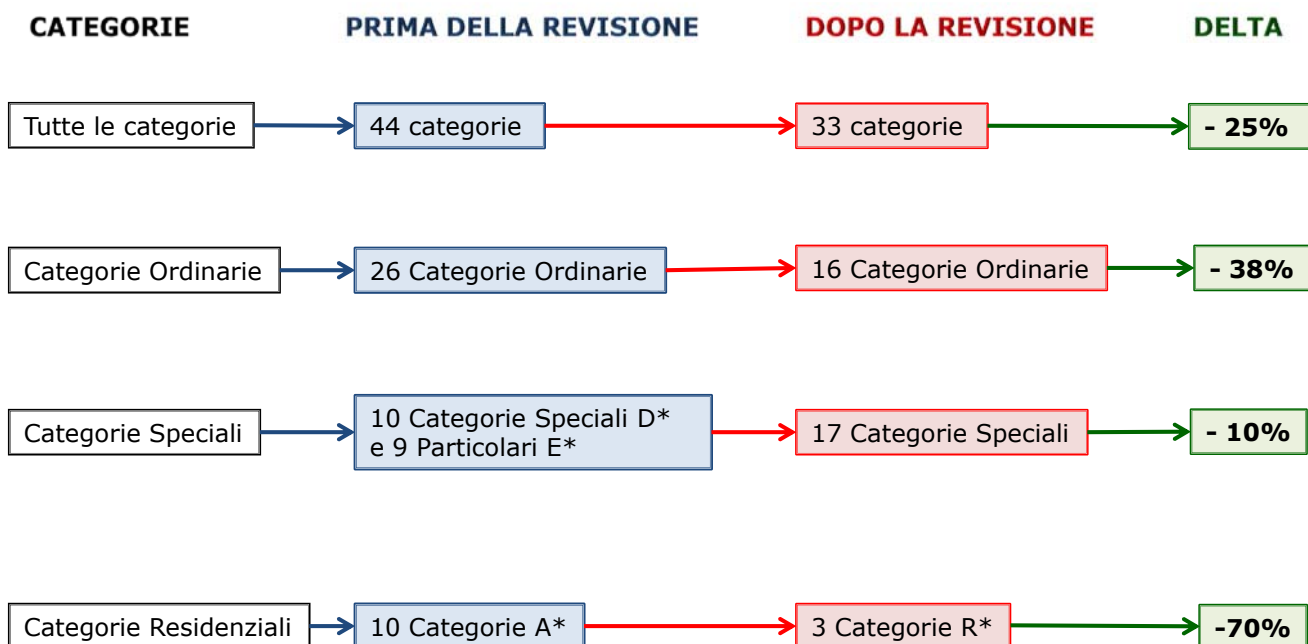 CATEGORIE PRIMA DELLA REVISIONE DOPO LA REVISIONE DELTA
Tutte le categorie 44 categorie 33 categorie - 25%
Categorie Ordinarie 26 Categorie Ordinarie 16 Categorie Ordinarie - 38%
Categorie Speciali 10 Categorie Speciali D* e 9 Particolari E* 17 Categorie Speciali - 10%
Categorie Residenziali 10 Categorie A* 3 Categorie R* -70%